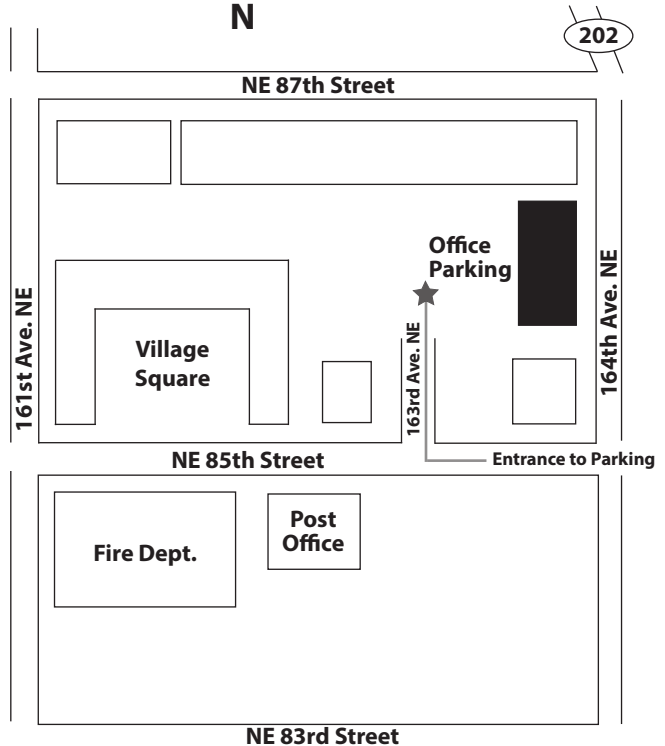 N
202
NE 87th Street
Office
Parking
161st Ave. NE
164th Ave. NE
Village
Square
163rd Ave. NE
NE 85th Street
Entrance to Parking
Fire Dept.
Post
Office
NE 83rd Street